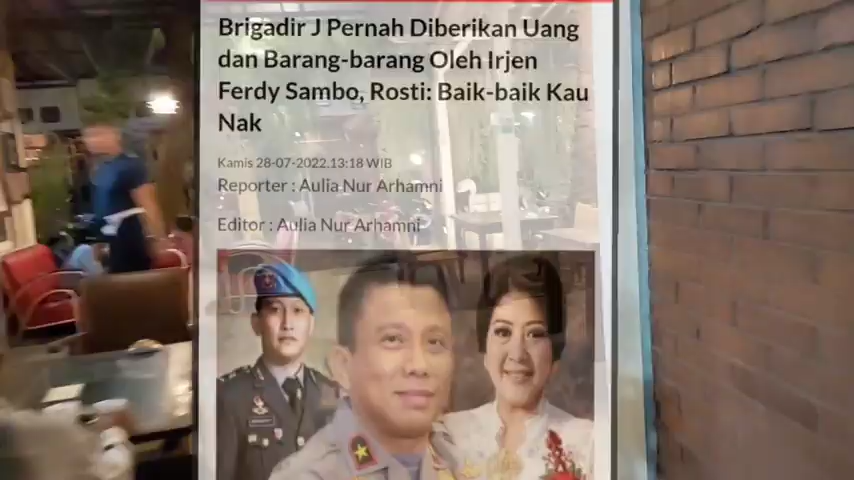 Brigadir J Pernah Diberikan Uang
dan Barang-barang Oleh Irjen
Ferdy Sambo, Rosti: Baik-baik Kau
Nak
Kamis 28-07-2022,13:18 WIB
Reporter : Aulia Nur Arhamni
Editor : Aulia Nur Arhamni